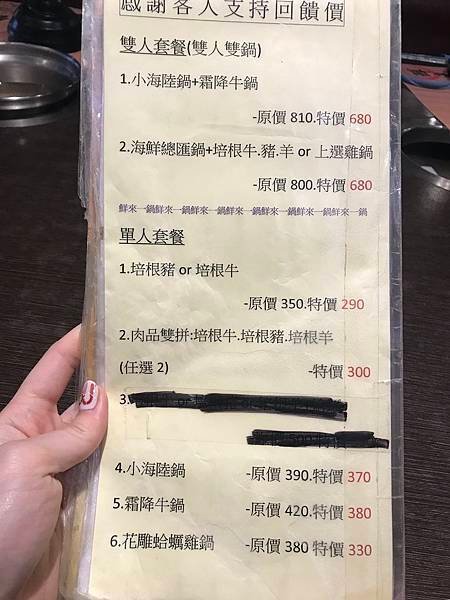 感謝客人支持回饋價
雙人套餐(雙人雙鍋)
1.小海陸鍋+霜降牛鍋
-原價 810.特價 680
2.海鮮總匯鍋+培根牛.豬.羊 or 上選雞鍋
-原價 800.特價 680
鮮來一鍋鮮來一鍋鮮來一鍋鮮來一鍋鮮來一鍋鮮來一鍋鮮來一鍋
單人套餐
1.培根豬 or 培根牛
-原價 350.特價 290
2.肉品雙拼:培根牛.培根豬.培根羊
(任選 2) -特價 300
3.
4.小海陸鍋 -原價 390.特價 370
5.霜降牛鍋 -原價 420.特價 380
6.花雕蛤蠣雞鍋 -原價 380 特價 330